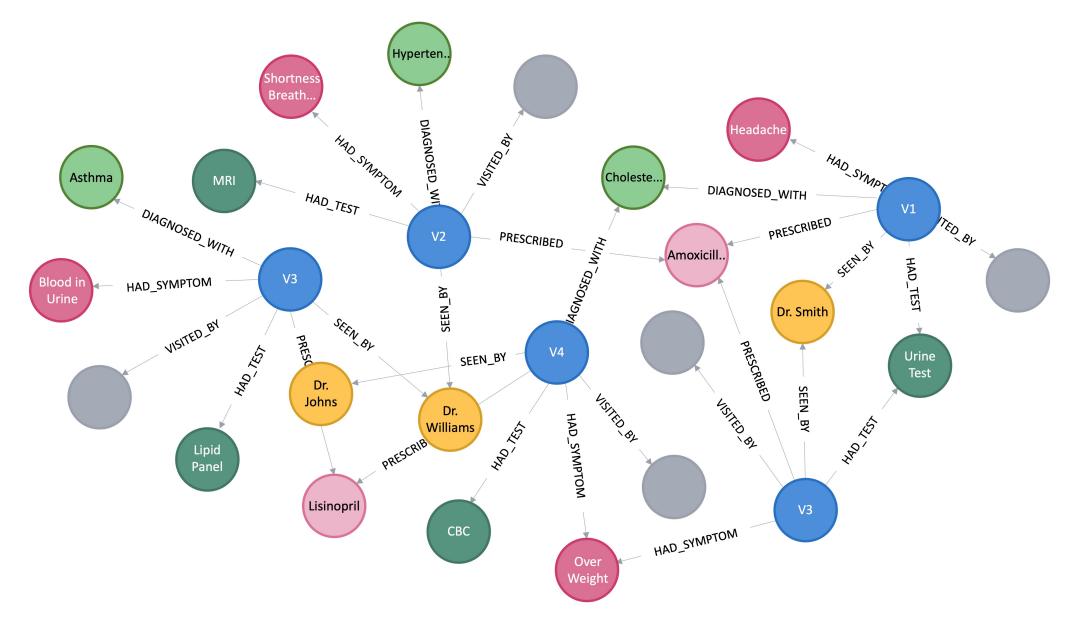 Hyperten..
Shortness
Breath...
Headache
DIAGNOSED_WI
HAD_SYMPTOM
VISITED_BY
Asthma
MRI
HAD_TEST
Choleste...
DIAGNOSED_WITH
HAD_SYMPT
V1
DIAGNOSED_WITH
V2
PRESCRIBED
Amoxicill..
PRESCRIBED
SEEN_BY
ITED_BY
Blood in
Urine
HAD_SYMPTOM
V3
IAGNOSED_WITH
HAD_TEST
SEEN_BY
Dr. Smith
VISITED_BY
SEEN_BY
PRESC
HAD_TEST
SEEN_BY
V4
Urine
Test
Dr.
Johns
Dr.
Williams
PRESCRIBED
SEEN_BY
VISITED_BY
VISITED_BY
HAD_TEST
Lipid
Panel
PRESCRIB
HAD_TEST
HAD_SYMPTOM
Lisinopril
CBC
V3
HAD_SYMPTOM
Over
Weight